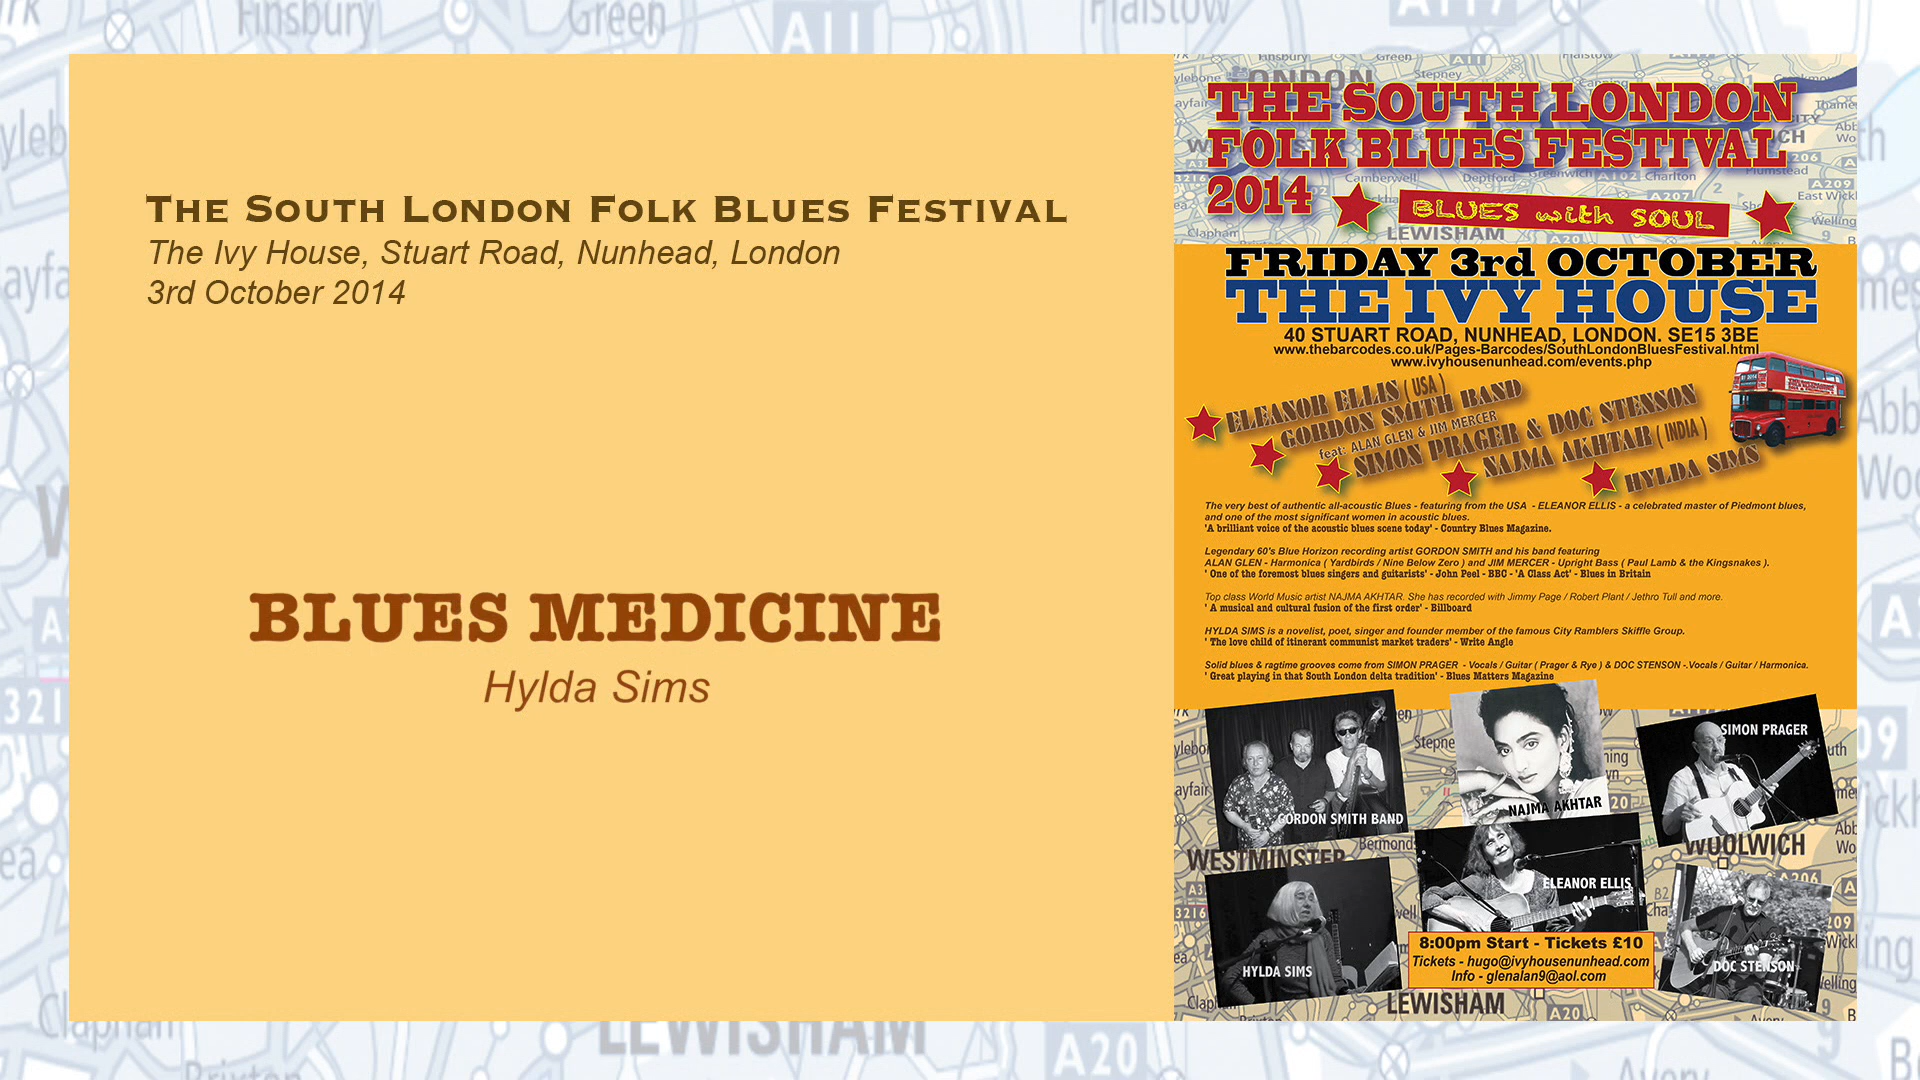 THE SOUTH LONDON FOLK BLUES FESTIVAL
The Ivy House, Stuart Road, Nunhead, London
3rd October 2014
BLUES MEDICINE
Hylda Sims
THE SOUTH LONDON
FOLK BLUES FESTIVAL
2014
BLUES with SOUL
FRIDAY 3rd OCTOBER
THE IVY HOUSE
40 STUART ROAD, NUNHEAD, LONDON. SE15 3BE
www.thebarcodes.co.uk/Pages-Barcodes/SouthLondonBluesFestival.html
www.ivyhousenunhead.com/events.php
ELEANOR ELLIS ( USA )
GORDON SMITH BAND
feat: ALAN GLEN & JIM MERCER
SIMON PRAGER & DOC STENSON
NAJMA AKHTAR ( INDIA )
HYLDA SIMS
The very best of authentic all-acoustic Blues - featuring from the USA - ELEANOR ELLIS - a celebrated master of Piedmont blues,
and one of the most significant women in acoustic blues.
'A brilliant voice of the acoustic blues scene today' - Country Blues Magazine.
Legendary 60's Blue Horizon recording artist GORDON SMITH and his band featuring
ALAN GLEN - Harmonica ( Yardbirds / Nine Below Zero ) and JIM MERCER - Upright Bass ( Paul Lamb & the Kingsnakes ).
' One of the foremost blues singers and guitarists' - John Peel - BBC - 'A Class Act' - Blues in Britain
Top class World Music artist NAJMA AKHTAR. She has recorded with Jimmy Page / Robert Plant / Jethro Tull and more.
' A musical and cultural fusion of the first order' - Billboard
HYLDA SIMS is a novelist, poet, singer and founder member of the famous City Ramblers Skiffle Group.
' The love child of itinerant communist market traders' - Write Angle
Solid blues & ragtime grooves come from SIMON PRAGER - Vocals / Guitar ( Prager & Rye ) & DOC STENSON -.Vocals / Guitar / Harmonica.
' Great playing in that South London delta tradition' - Blues Matters Magazine
GORDON SMITH BAND
NAJMA AKHTAR
SIMON PRAGER
WESTMINSTER
WOOLWICH
HYLDA SIMS
ELEANOR ELLIS
DOC STENSON
8:00pm Start - Tickets £10
Tickets - hugo@ivyhousenunhead.com
Info - glenalan9@aol.com
LEWISHAM
A20
Finsbury
Green
A11
Plaistow
Clapham
LEWISHAM
A20